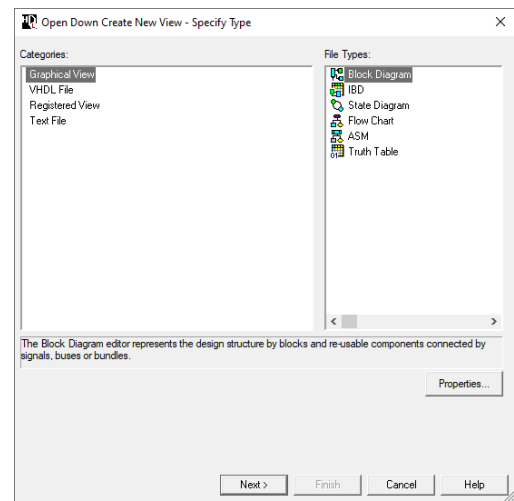 Open Down Create New View - Specify Type
Categories:
File Types:
Graphical View
VHDL File
Registered View
Text File
Block Diagram
IBD
State Diagram
Flow Chart
ASM
Truth Table
The Block Diagram editor represents the design structure by blocks and re-usable components connected by
signals, buses or bundles.
Properties...
Next >
Finish
Cancel
Help